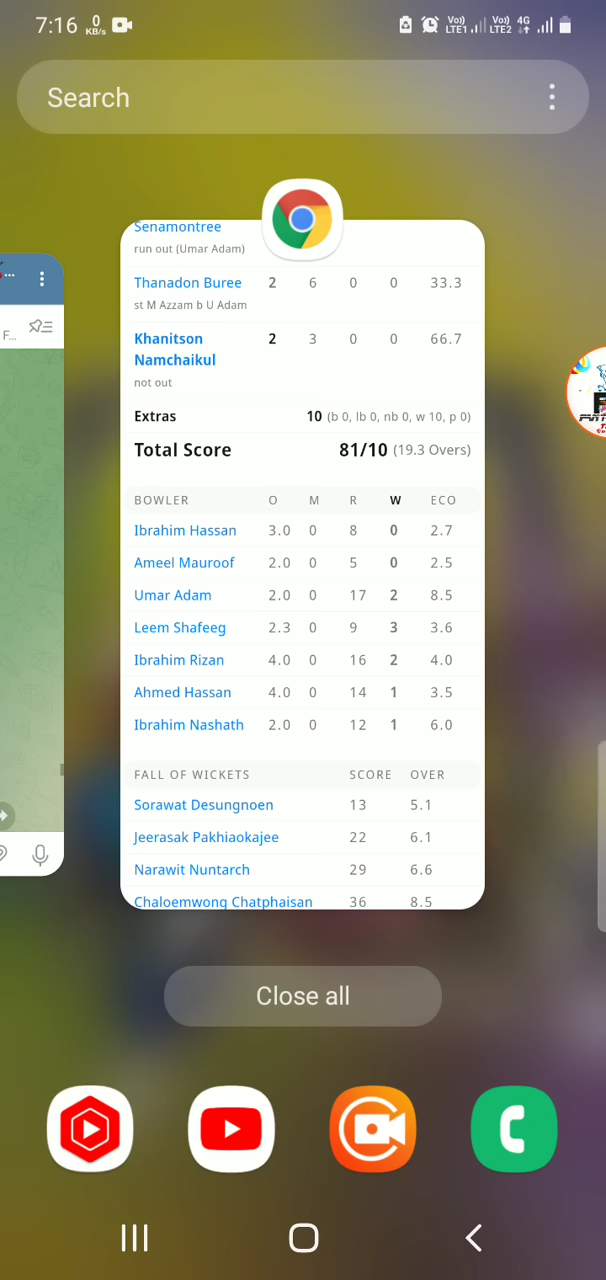 7:16 0 KB/s Vo) LTE1 Vo) LTE2 4G
Search
Senamontree
run out (Umar Adam)
Thanadon Buree 2 6 0 0 33.3
st M Azzam b U Adam
Khanitson Namchaikul 2 3 0 0 66.7
not out
F...
Extras 10 (b 0, lb 0, nb 0, w 10, p 0)
Total Score 81/10 (19.3 Overs)
BOWLER O M R W ECO
Ibrahim Hassan 3.0 0 8 0 2.7
Ameel Mauroof 2.0 0 5 0 2.5
Umar Adam 2.0 0 17 2 8.5
Leem Shafeeg 2.3 0 9 3 3.6
Ibrahim Rizan 4.0 0 16 2 4.0
Ahmed Hassan 4.0 0 14 1 3.5
Ibrahim Nashath 2.0 0 12 1 6.0
FALL OF WICKETS SCORE OVER
Sorawat Desungnoen 13 5.1
Jeerasak Pakhiaokajee 22 6.1
Narawit Nuntarch 29 6.6
Chaloemwong Chatphaisan 36 8.5
Close all